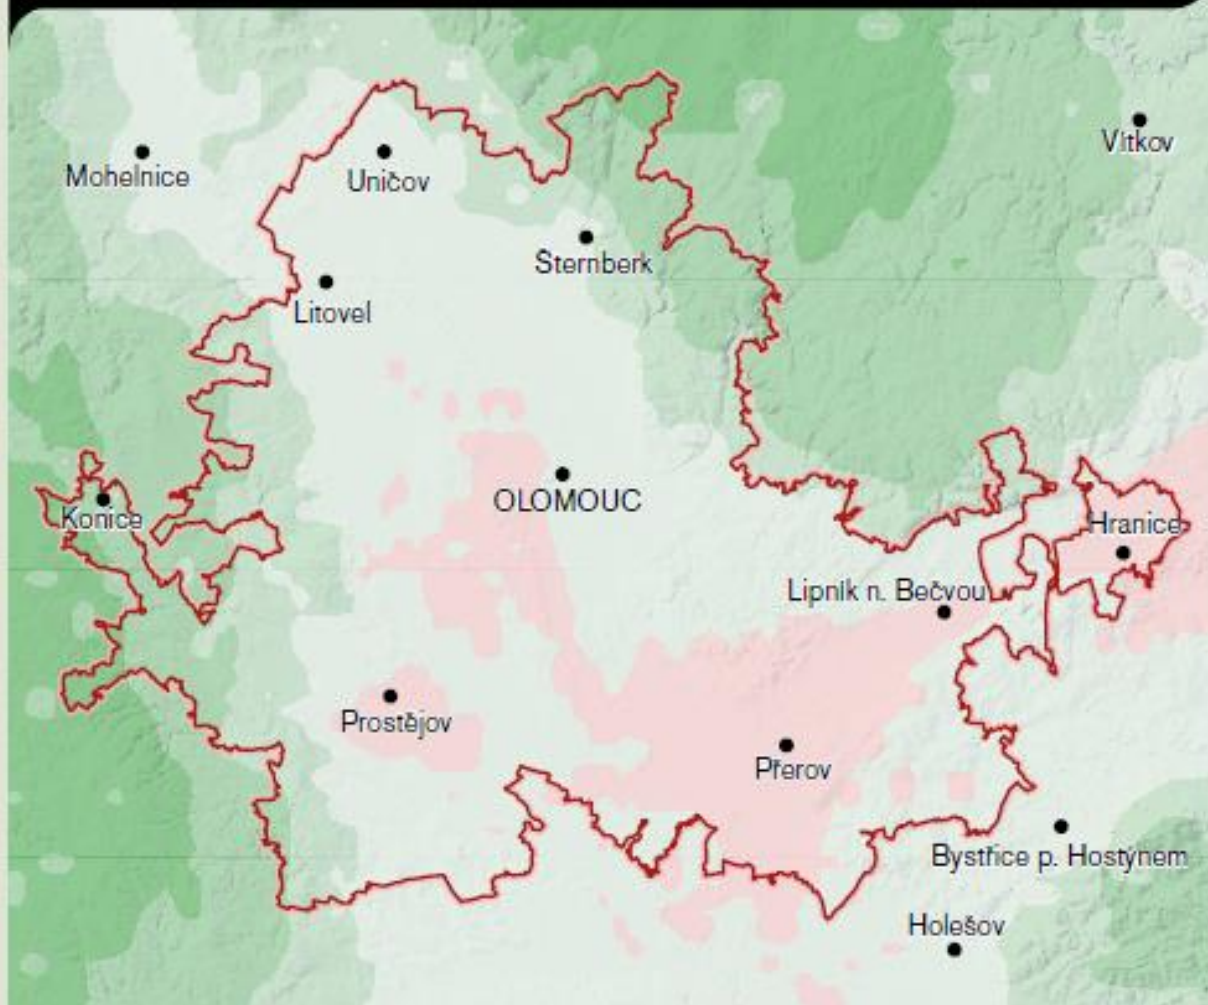 Vítkov
Mohelnice
Uničov
Šternberk
Litovel
OLOMOUC
Konice
Hranice
Lipník n. Bečvou
Prostějov
Přerov
Bystřice p. Hostýnem
Holešov